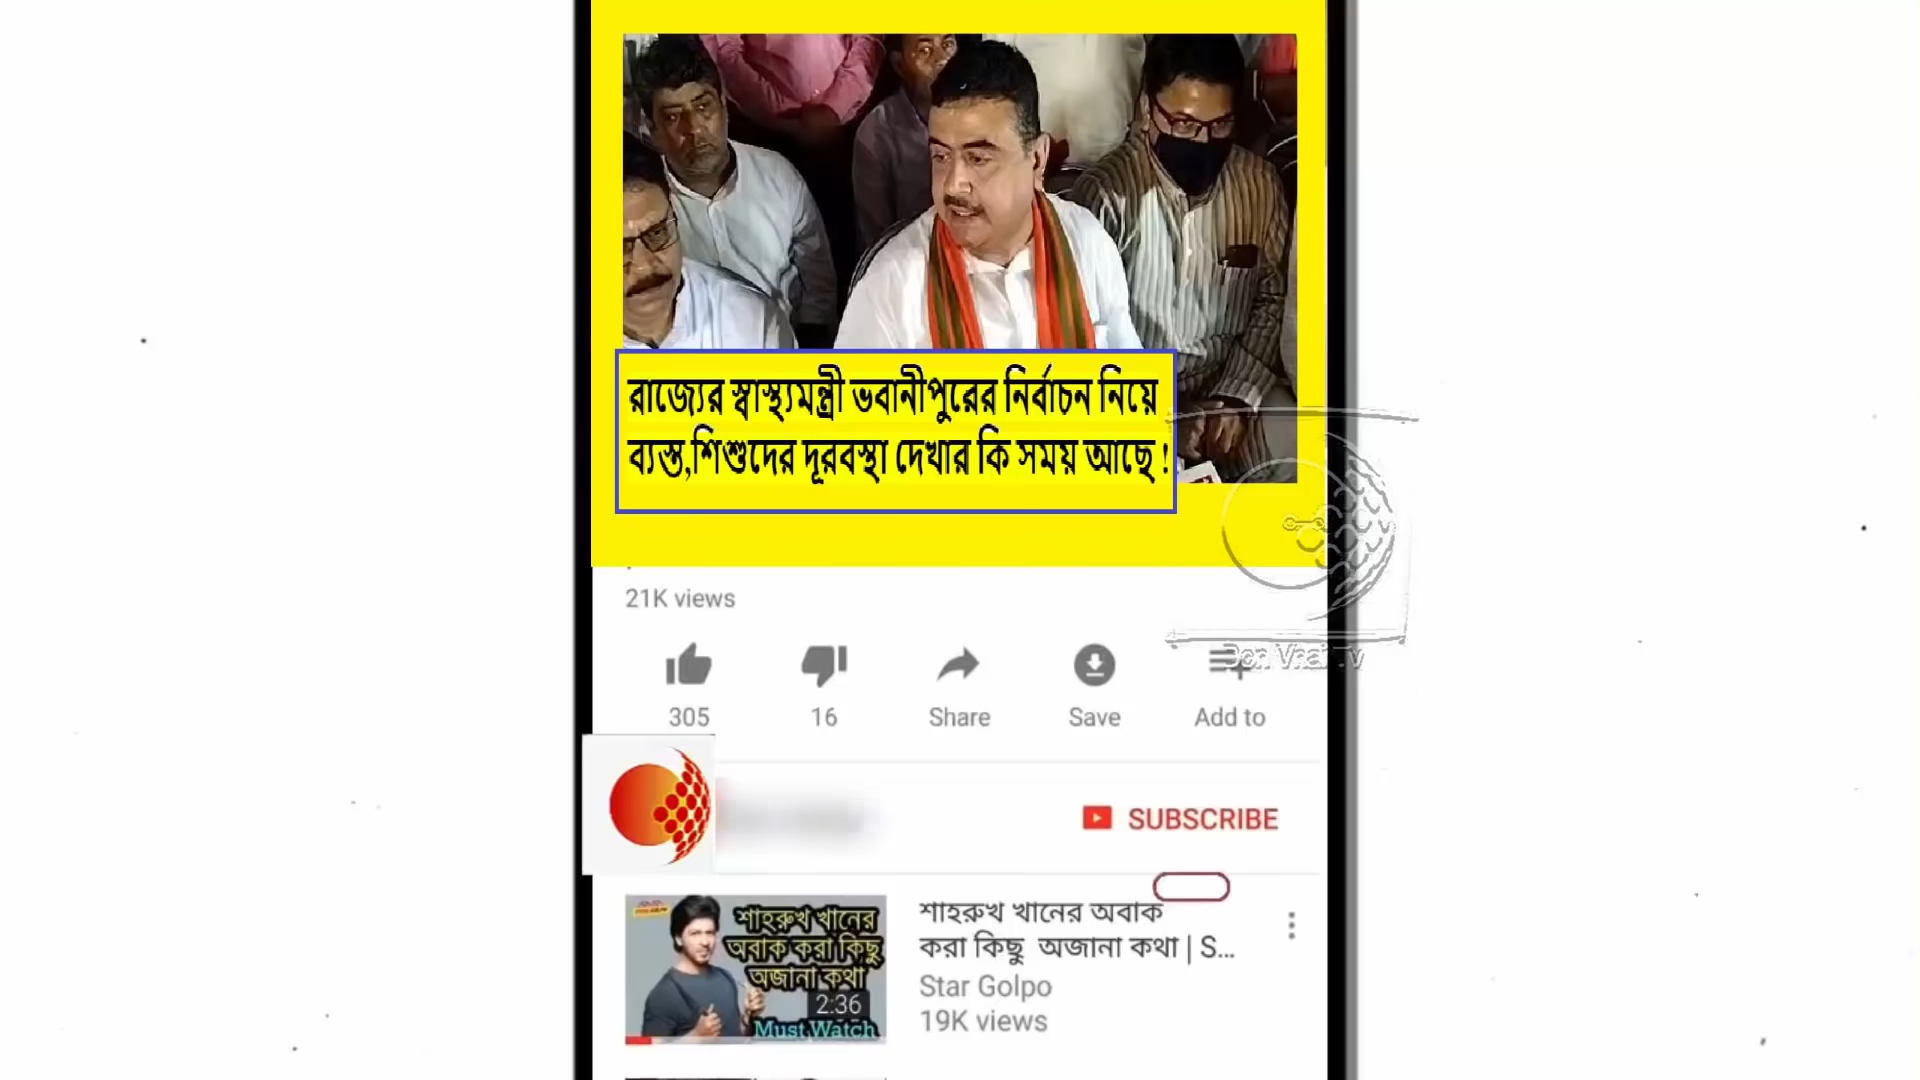 রাজ্যের স্বাস্থ্যমন্ত্রী ভবানীপুরের নির্বাচন নিয়ে
ব্যস্ত,শিশুদের দূরবস্থা দেখার কি সময় আছে!
21K views
305
16
Share
Save
Add to
SUBSCRIBE
শাহরুখ খানের
অবাক করা কিছু
অজানা কথা
2:36
Must Watch
শাহরুখ খানের অবাক
করা কিছু অজানা কথা | S...
Star Golpo
19K views